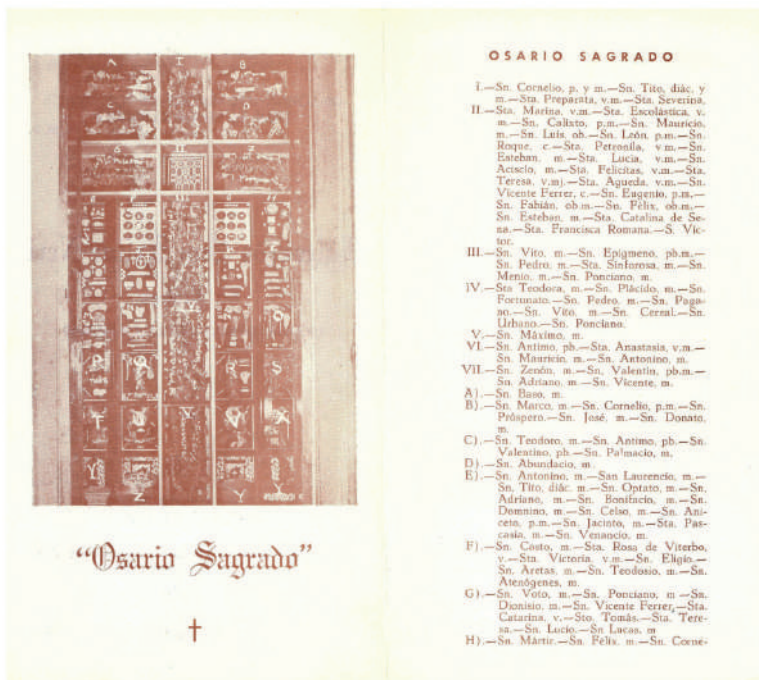 "Osario Sagrado"
OSARIO SAGRADO
I.—Sn. Cornelio, p. y m.—Sn. Tito, diác. y
m.—Sta. Preparata, v.m.—Sta. Severina,
II.—Sta. Marina, v.m.—Sta. Escolástica, v.
m.—Sn. Calixto, p.m.—Sn. Mauricio,
m.—Sn. Luis, ob.—Sn. León, p.m.—Sn.
Roque, c.—Sta. Petronila, v.m.—Sn.
Esteban, m.—Sta. Lucia, v.m.—Sn.
Acisclo, m.—Sta. Felicitas, v.m.—Sta.
Teresa, v.mj.—Sta. Agueda, v.m.—Sn.
Vicente Ferrer, c.—Sn. Eugenio, p.m.—
Sn. Fabián, ob.m.—Sn. Félix, ob.m.—
Sn. Esteban, m.—Sta. Catalina de Se-
na.—Sta. Francisca Romana.—S. Vic-
tor.
III.—Sn. Vito, m.—Sn. Epigmeno, pb.m.—
Sn. Pedro, m.—Sta. Sinforosa, m.—Sn.
Menio, m.—Sn. Ponciano, m.
IV.—Sta Teodora, m.—Sn. Plácido, m.—Sn.
Fortunato.—Sn. Pedro, m.—Sn. Paga-
no.—Sn. Vito, m.—Sn. Cereal.—Sn.
Urbano.—Sn. Ponciano.
V.—Sn. Máximo, m.
VI.—Sn. Antimo, pb.—Sta. Anastasia, v.m.—
Sn. Mauricio, m.—Sn. Antonino, m.
VII.—Sn. Zenón, m.—Sn, Valentin, pb.m.—
Sn. Adriano, m.—Sn. Vicente, m.
A).—Sn. Baso, m.
B).—Sn. Marco, m.—Sn. Cornelio, p.m.—Sn.
Próspero.—Sn. José, m.—Sn. Donato,
m.
C).—Sn. Teodoro, m.—Sn. Antimo, pb.—Sn.
Valentino, pb.—Sn. Palmacio, m.
D).—Sn. Abundacio, m.
E).—Sn. Antonino, m.—San Laurencio, m.—
Sn. Tito, diác. m.—Sn. Optato, m.—Sn.
Adriano, m.—Sn. Bonifacio, m.—Sn.
Domnino, m.—Sn. Celso, m.—Sn. Ani-
ceto, p.m.—Sn. Jacinto, m.—Sta. Pas-
casia, m.—Sn. Venancio, m.
F).—Sn. Costo, m.—Sta. Rosa de Viterbo,
v.—Sta. Victoria, v.m.—Sn. Eligio.—
Sn. Aretas, m.—Sn. Teodosio, m.—Sn.
Atenógenes, m.
G).—Sn. Voto, m.—Sn. Ponciano, m.—Sn.
Dionisio, m.—Sn. Vicente Ferrer,—Sta.
Catarina, v.—Sto. Tomás.—Sta. Tere-
sa.—Sn. Lucio.—Sn Lucas, m
H).—Sn. Mártir.—Sn. Félix, m.—Sn. Corné-